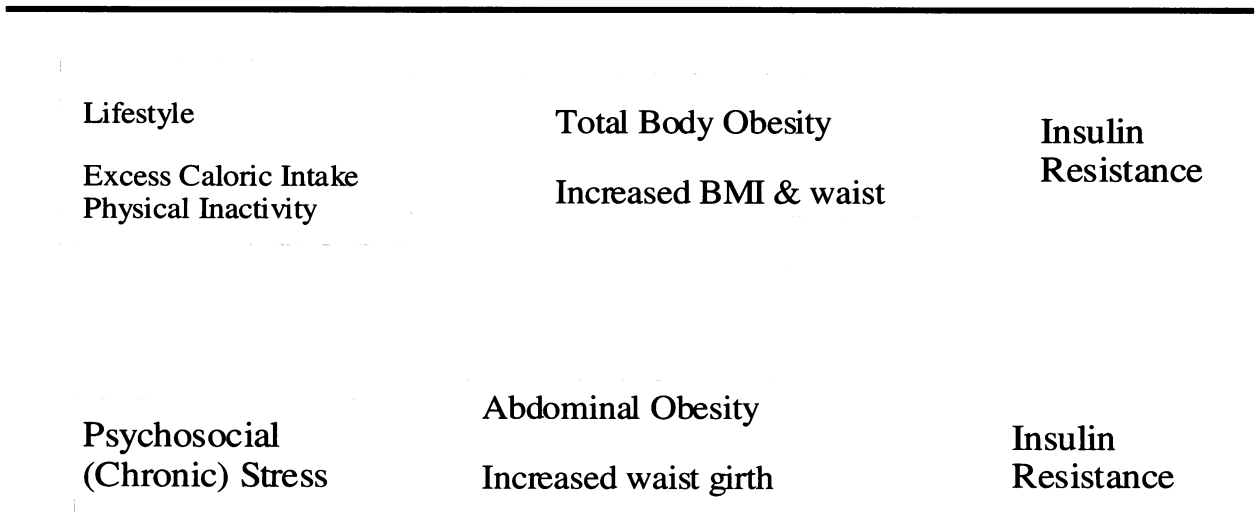 Lifestyle
Excess Caloric Intake
Physical Inactivity
Total Body Obesity
Increased BMI & waist
Insulin
Resistance
Psychosocial
(Chronic) Stress
Abdominal Obesity
Increased waist girth
Insulin
Resistance